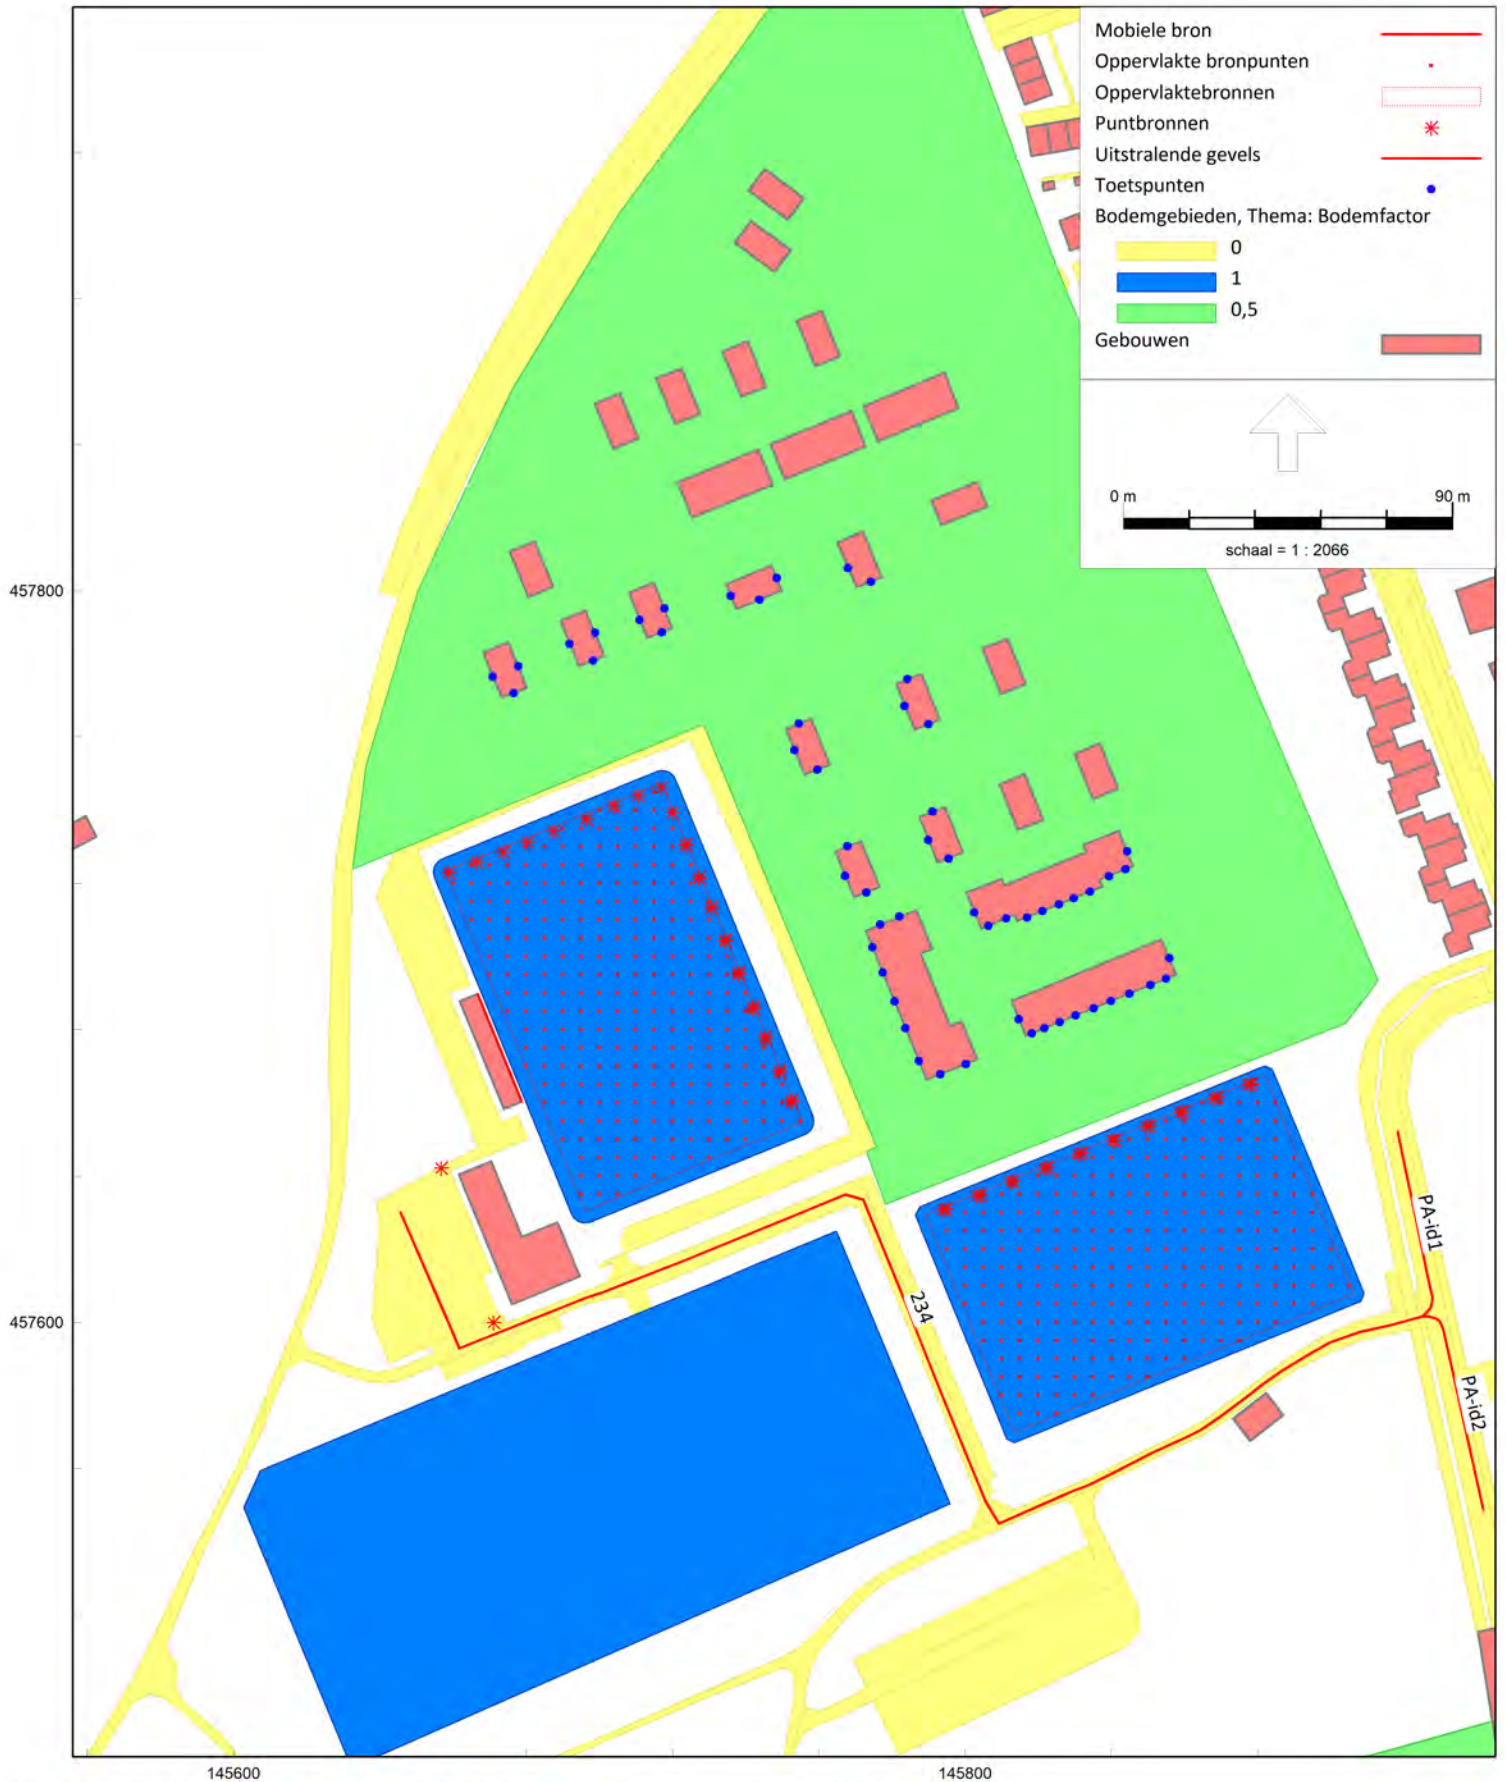 Mobiele bron
Oppervlakte bronpunten
Oppervlaktebronnen
Puntbronnen
Uitstralende gevels
Toetspunten
Bodemgebieden, Thema: Bodemfactor
0
1
0,5
Gebouwen
0 m 90 m
schaal = 1 : 2066
457800
PA-id1
234
457600
PA-id2
145600 145800